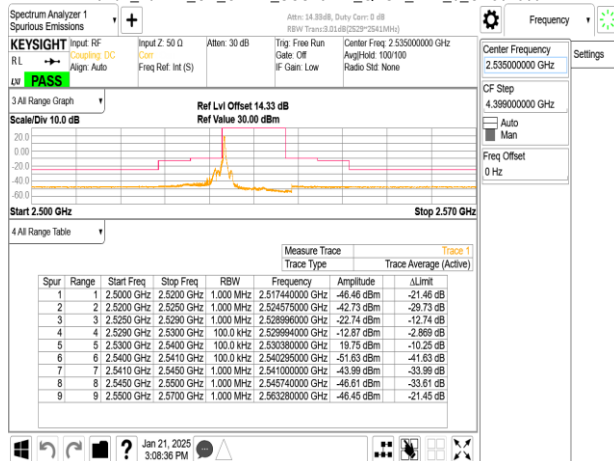 Spectrum Analyzer 1
Spurious Emissions
Attn: 14.33dB, Duty Corr: 0 dB
RBW Trans:3.01dB(2529~2541MHz)
Frequency
Settings
KEYSIGHT
RL
PASS
Input: RF
Coupling: DC
Align: Auto
Input Z: 50 Ω
Corr
Freq Ref: Int (S)
Atten: 30 dB
Trig: Free Run
Gate: Off
IF Gain: Low
Center Freq: 2.535000000 GHz
Avg|Hold: 100/100
Radio Std: None
Center Frequency
2.535000000 GHz
CF Step
4.399000000 GHz
Auto
Man
Freq Offset
0 Hz
3 All Range Graph
Scale/Div 10.0 dB
Ref Lvl Offset 14.33 dB
Ref Value 30.00 dBm
20.0
0.00
-20.0
-40.0
-60.0
Start 2.500 GHz
Stop 2.570 GHz
4 All Range Table
Measure Trace Trace 1
Trace Type Trace Average (Active)
Spur Range Start Freq Stop Freq RBW Frequency Amplitude ΔLimit
1 1 2.5000 GHz 2.5200 GHz 1.000 MHz 2.517440000 GHz -46.46 dBm -21.46 dB
2 2 2.5200 GHz 2.5250 GHz 1.000 MHz 2.524575000 GHz -42.73 dBm -29.73 dB
3 3 2.5250 GHz 2.5290 GHz 1.000 MHz 2.528996000 GHz -22.74 dBm -12.74 dB
4 4 2.5290 GHz 2.5300 GHz 100.0 kHz 2.529994000 GHz -12.87 dBm -2.869 dB
5 5 2.5300 GHz 2.5400 GHz 100.0 kHz 2.530380000 GHz 19.75 dBm -10.25 dB
6 6 2.5400 GHz 2.5410 GHz 100.0 kHz 2.540295000 GHz -51.63 dBm -41.63 dB
7 7 2.5410 GHz 2.5450 GHz 1.000 MHz 2.541000000 GHz -43.99 dBm -33.99 dB
8 8 2.5450 GHz 2.5500 GHz 1.000 MHz 2.545740000 GHz -46.61 dBm -33.61 dB
9 9 2.5500 GHz 2.5700 GHz 1.000 MHz 2.563280000 GHz -46.45 dBm -21.45 dB
Jan 21, 2025
3:08:36 PM